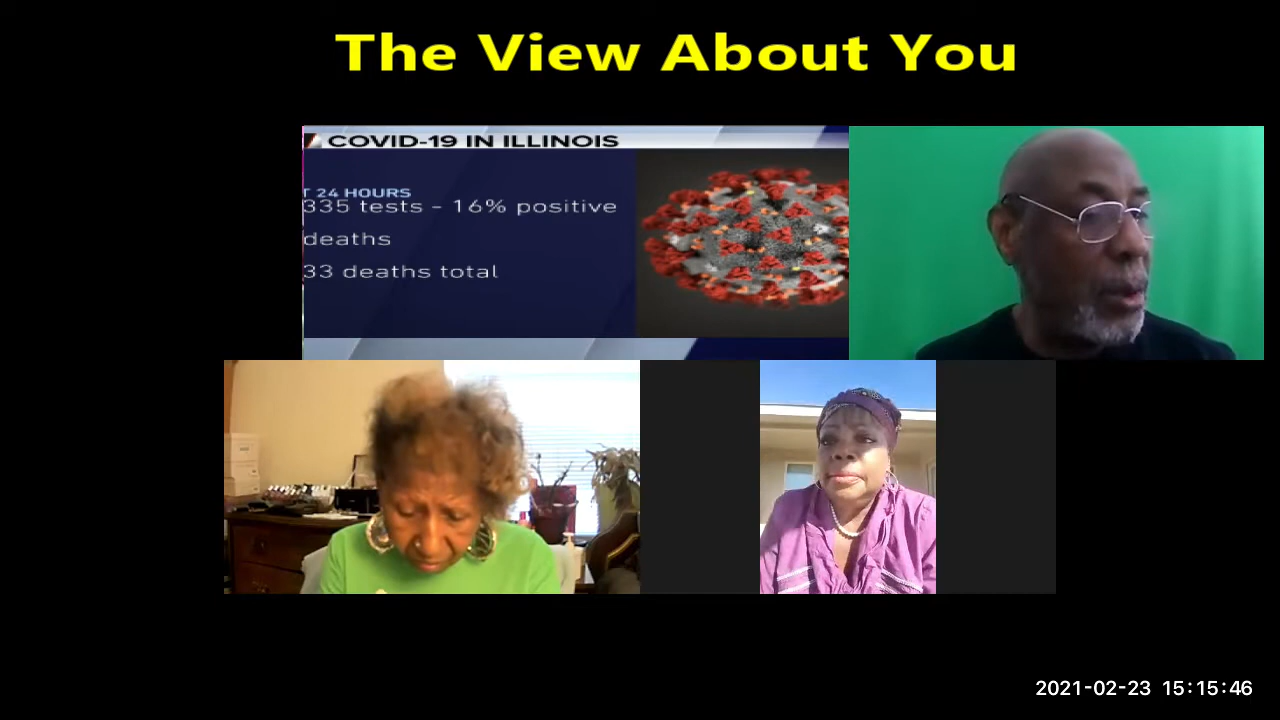 The View About You
COVID-19 IN ILLINOIS
24 HOURS
335 tests - 16% positive
deaths
33 deaths total
2021-02-23 15:15:46